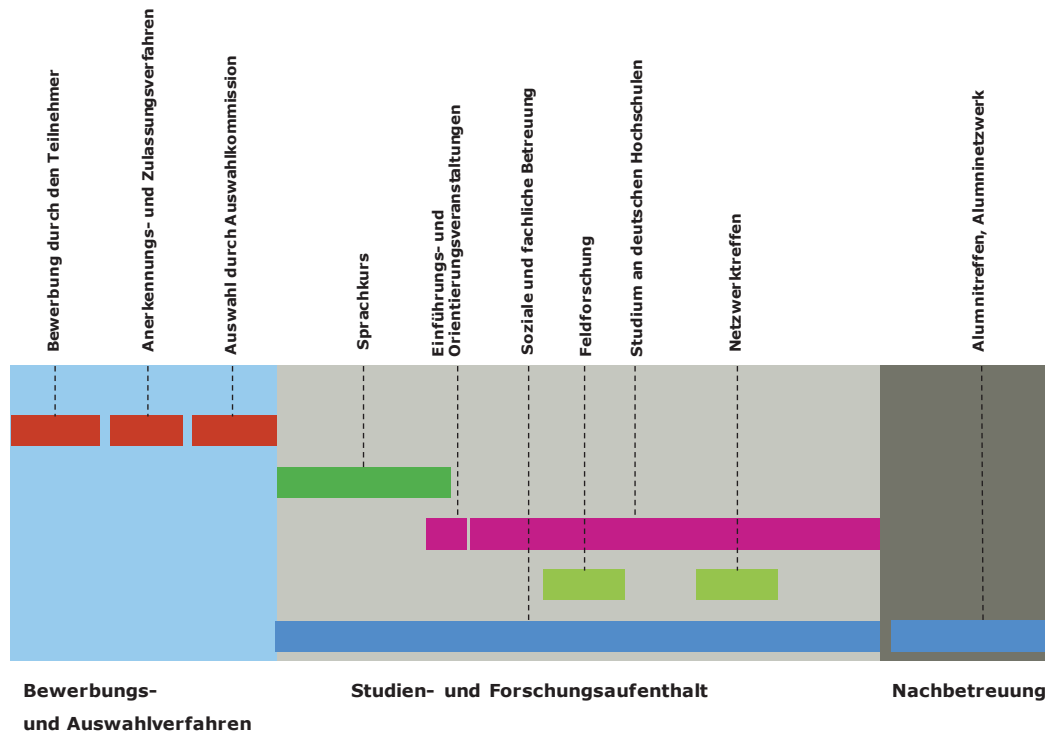 Bewerbung durch den Teilnehmer
Anerkennungs- und Zulassungsverfahren
Auswahl durch Auswahlkommission
Sprachkurs
Einführungs- und
Orientierungsveranstaltungen
Soziale und fachliche Betreuung
Feldforschung
Studium an deutschen Hochschulen
Netzwerktreffen
Alumnitreffen, Alumninetzwerk
Bewerbungs-
und Auswahlverfahren
Studien- und Forschungsaufenthalt
Nachbetreuung